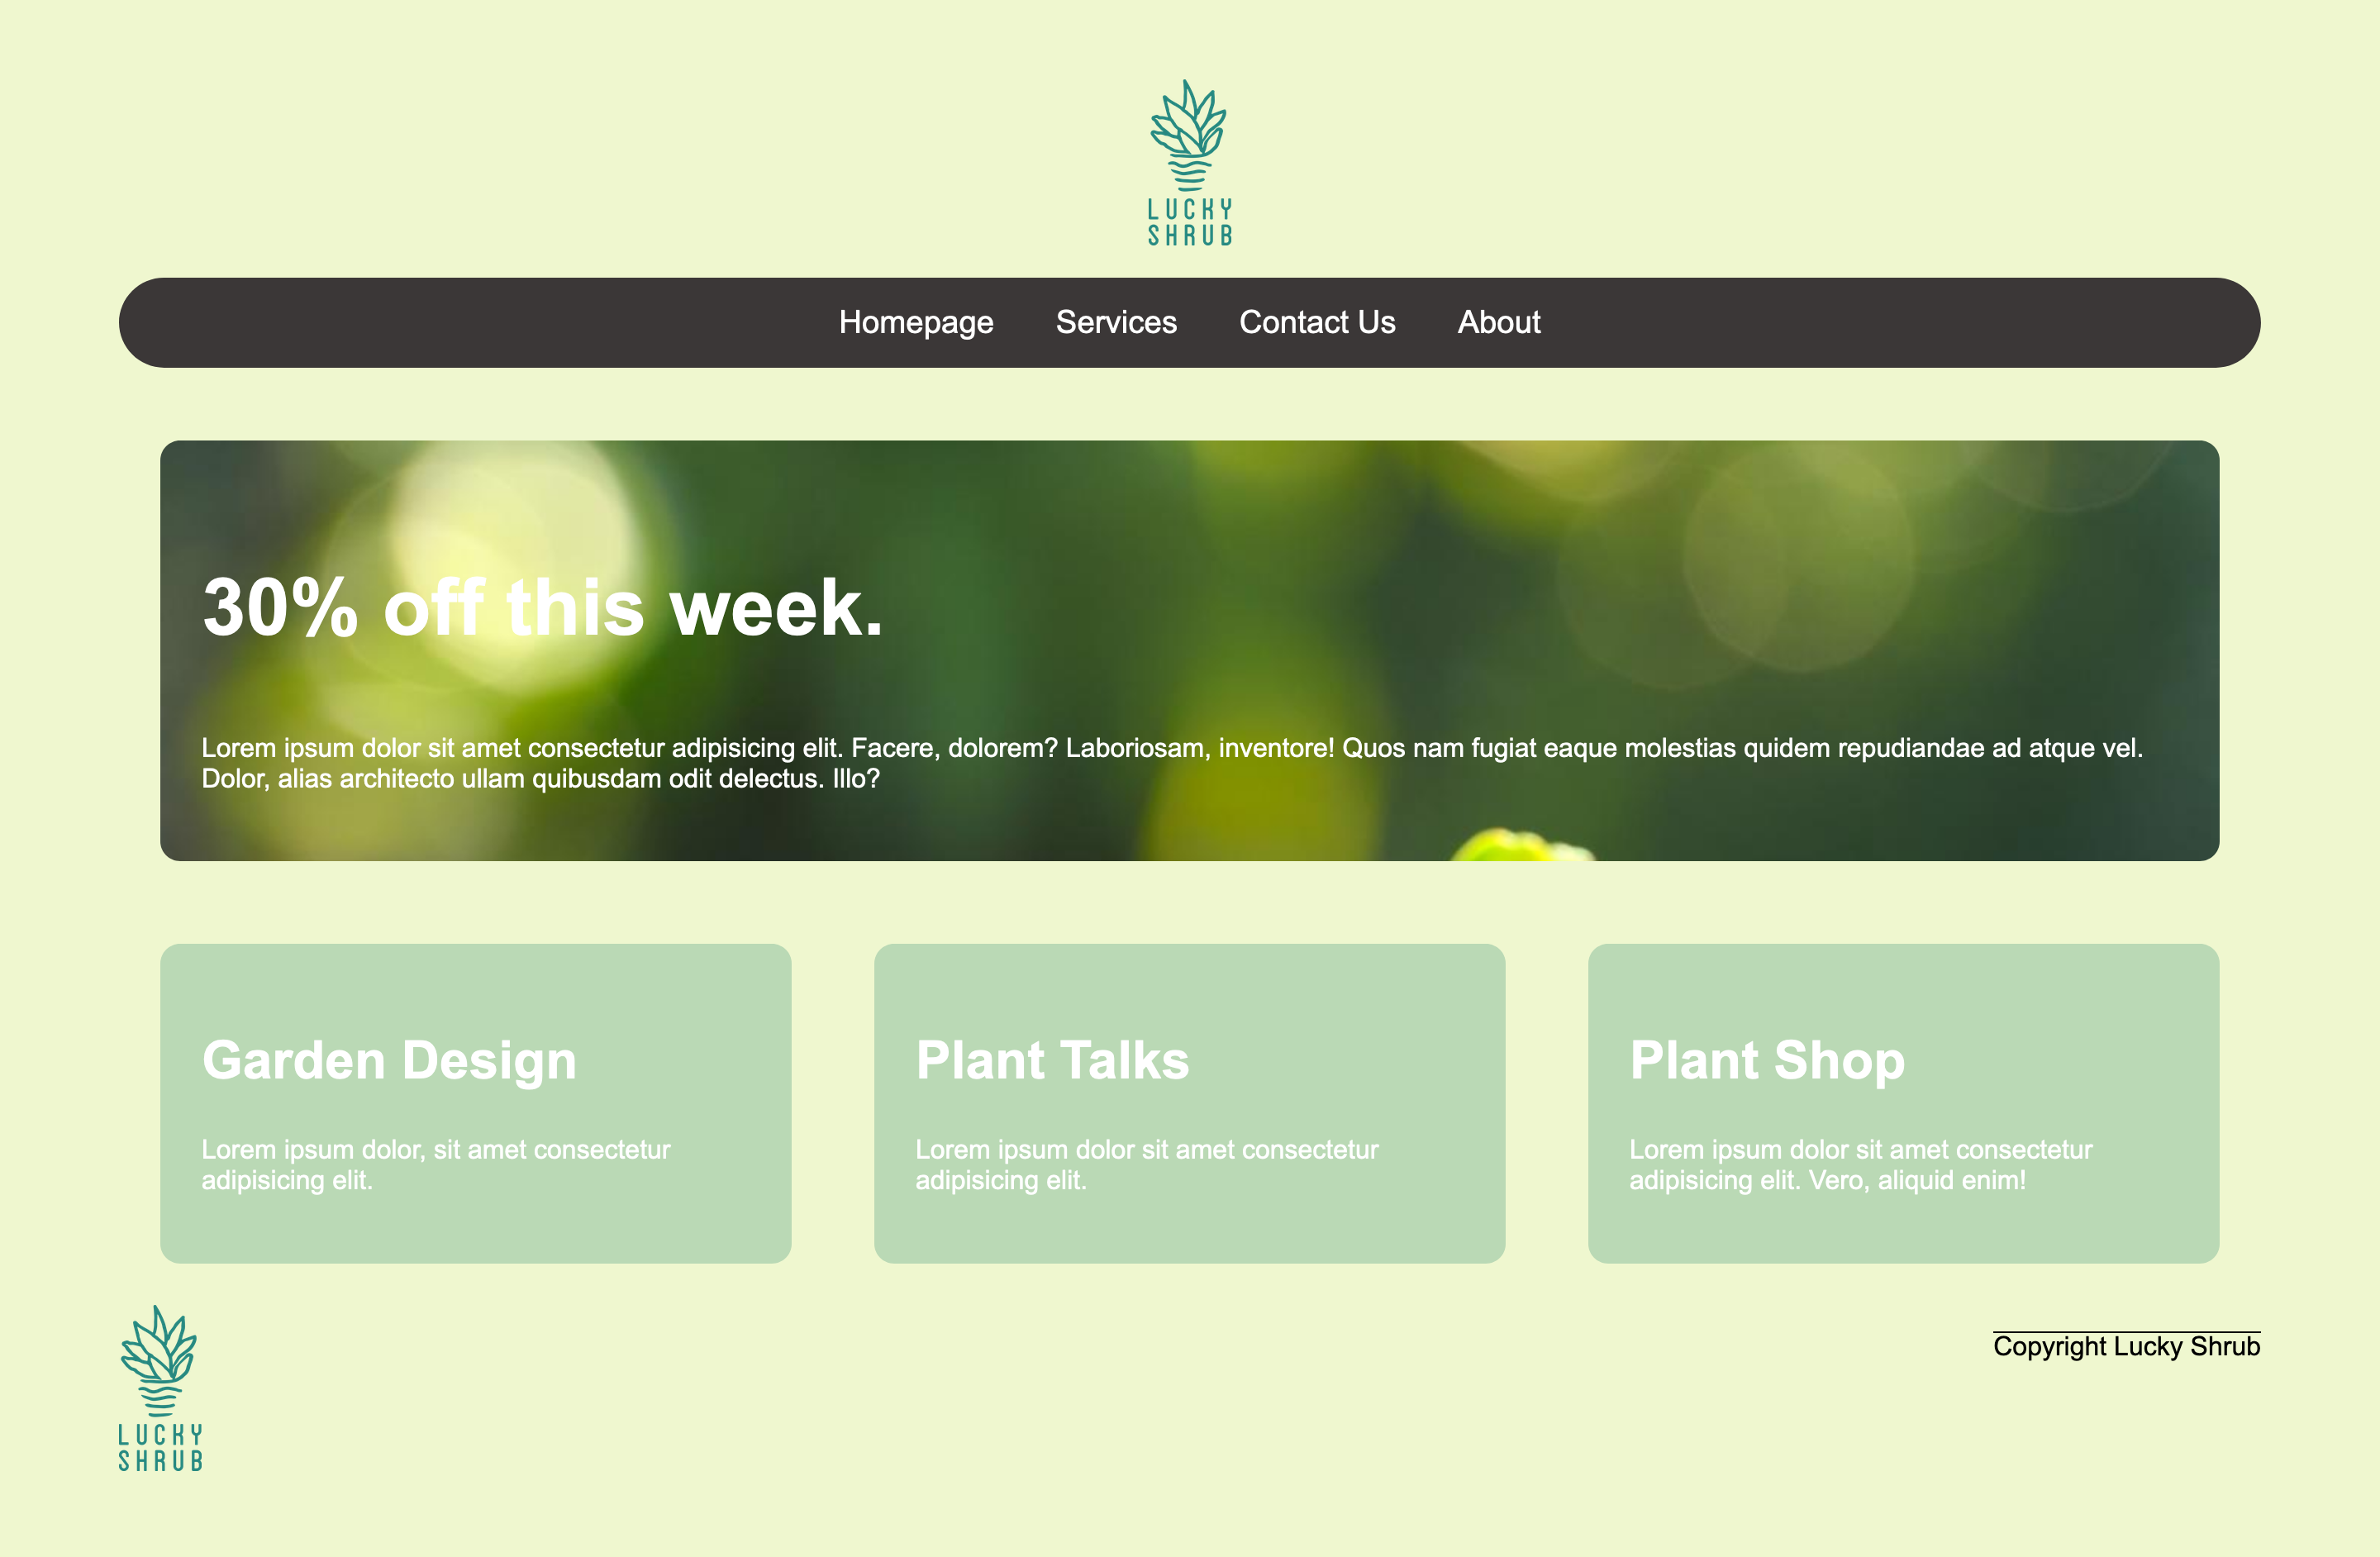 LUCKY
SHRUB
Homepage Services Contact Us About
30% off this week.
Lorem ipsum dolor sit amet consectetur adipisicing elit. Facere, dolorem? Laboriosam, inventore! Quos nam fugiat eaque molestias quidem repudiandae ad atque vel.
Dolor, alias architecto ullam quibusdam odit delectus. Illo?
Garden Design
Lorem ipsum dolor, sit amet consectetur
adipisicing elit.
Plant Talks
Lorem ipsum dolor sit amet consectetur
adipisicing elit.
Plant Shop
Lorem ipsum dolor sit amet consectetur
adipisicing elit. Vero, aliquid enim!
LUCKY
SHRUB
Copyright Lucky Shrub